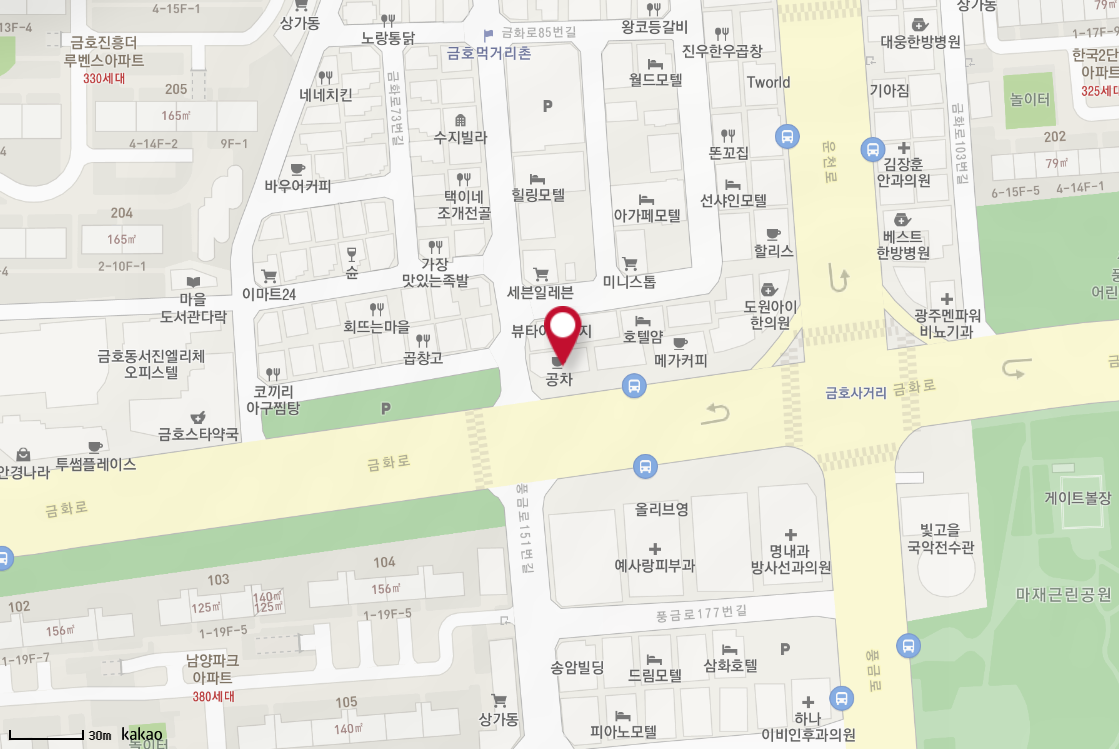 13F-4
4-15F-1
상가동
노랑통닭
금화로85번길
왕코등갈비
상가동
79㎡
금호진흥더
루벤스아파트
330세대
금호먹거리촌
진우한우곱창
대웅한방병원
1-17F-9
한국2단
아파트
325세대
205
165㎡
네네치킨
금화로73번길
P
월드모텔
Tworld
기아짐
놀이터
4-14F-2
9F-1
수지빌라
돈꼬집
운천로
김장훈
안과의원
금화로103번길
202
79㎡
6-15F-5
4-14F-1
바우어커피
택이네
조개전골
힐링모텔
아가페모텔
선샤인모텔
204
165㎡
2-10F-1
슌
가장
맛있는족발
할리스
베스트
한방병원
어린
마을
도서관다락
이마트24
세븐일레븐
미니스톱
도원아이
한의원
광주멘파워
비뇨기과
회뜨는마을
호텔얌
금호동서진엘리체
오피스텔
곱창고
공차
메가커피
코끼리
아구찜탕
P
금호사거리
금화로
금호스타약국
안경나라
투썸플레이스
금화로
금화로
풍금로151번길
올리브영
게이트볼장
예사랑피부과
명내과
방사선과의원
빛고을
국악전수관
마재근린공원
104
156㎡
1-19F-5
103
125㎡
140㎡
125㎡
1-19F-5
102
156㎡
1-19F-7
풍금로177번길
남양파크
아파트
380세대
송암빌딩
드림모텔
삼화호텔
P
풍금로
105
140㎡
상가동
피아노모텔
하나
이비인후과의원
놀이터
30m
kakao